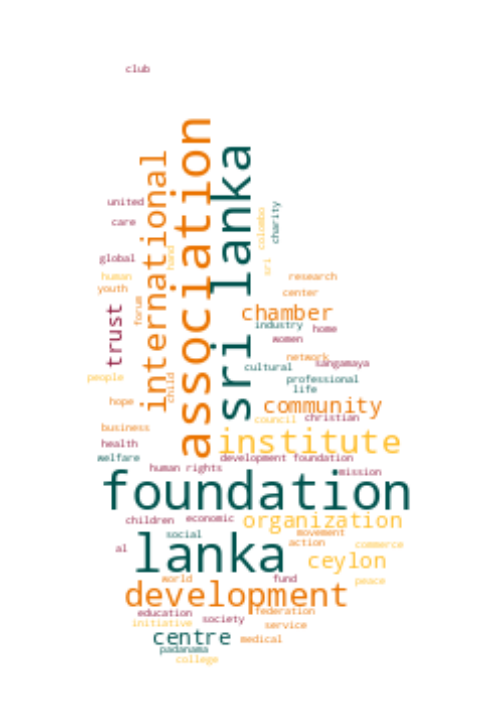 club
association
sri lanka
international
united
care
charity
colombo
global
hand
sri
human
research
youth
center
forum
trust
chamber
industry
home
women
network
sangamaya
cultural
people
child
professional
life
hope
community
council
christian
business
institute
health
welfare
development foundation
human rights
mission
foundation
children
economic
organization
social
movement
al
lanka
action
commerce
ceylon
world
fund
peace
development
education
federation
society
initiative
service
centre
medical
padanama
college